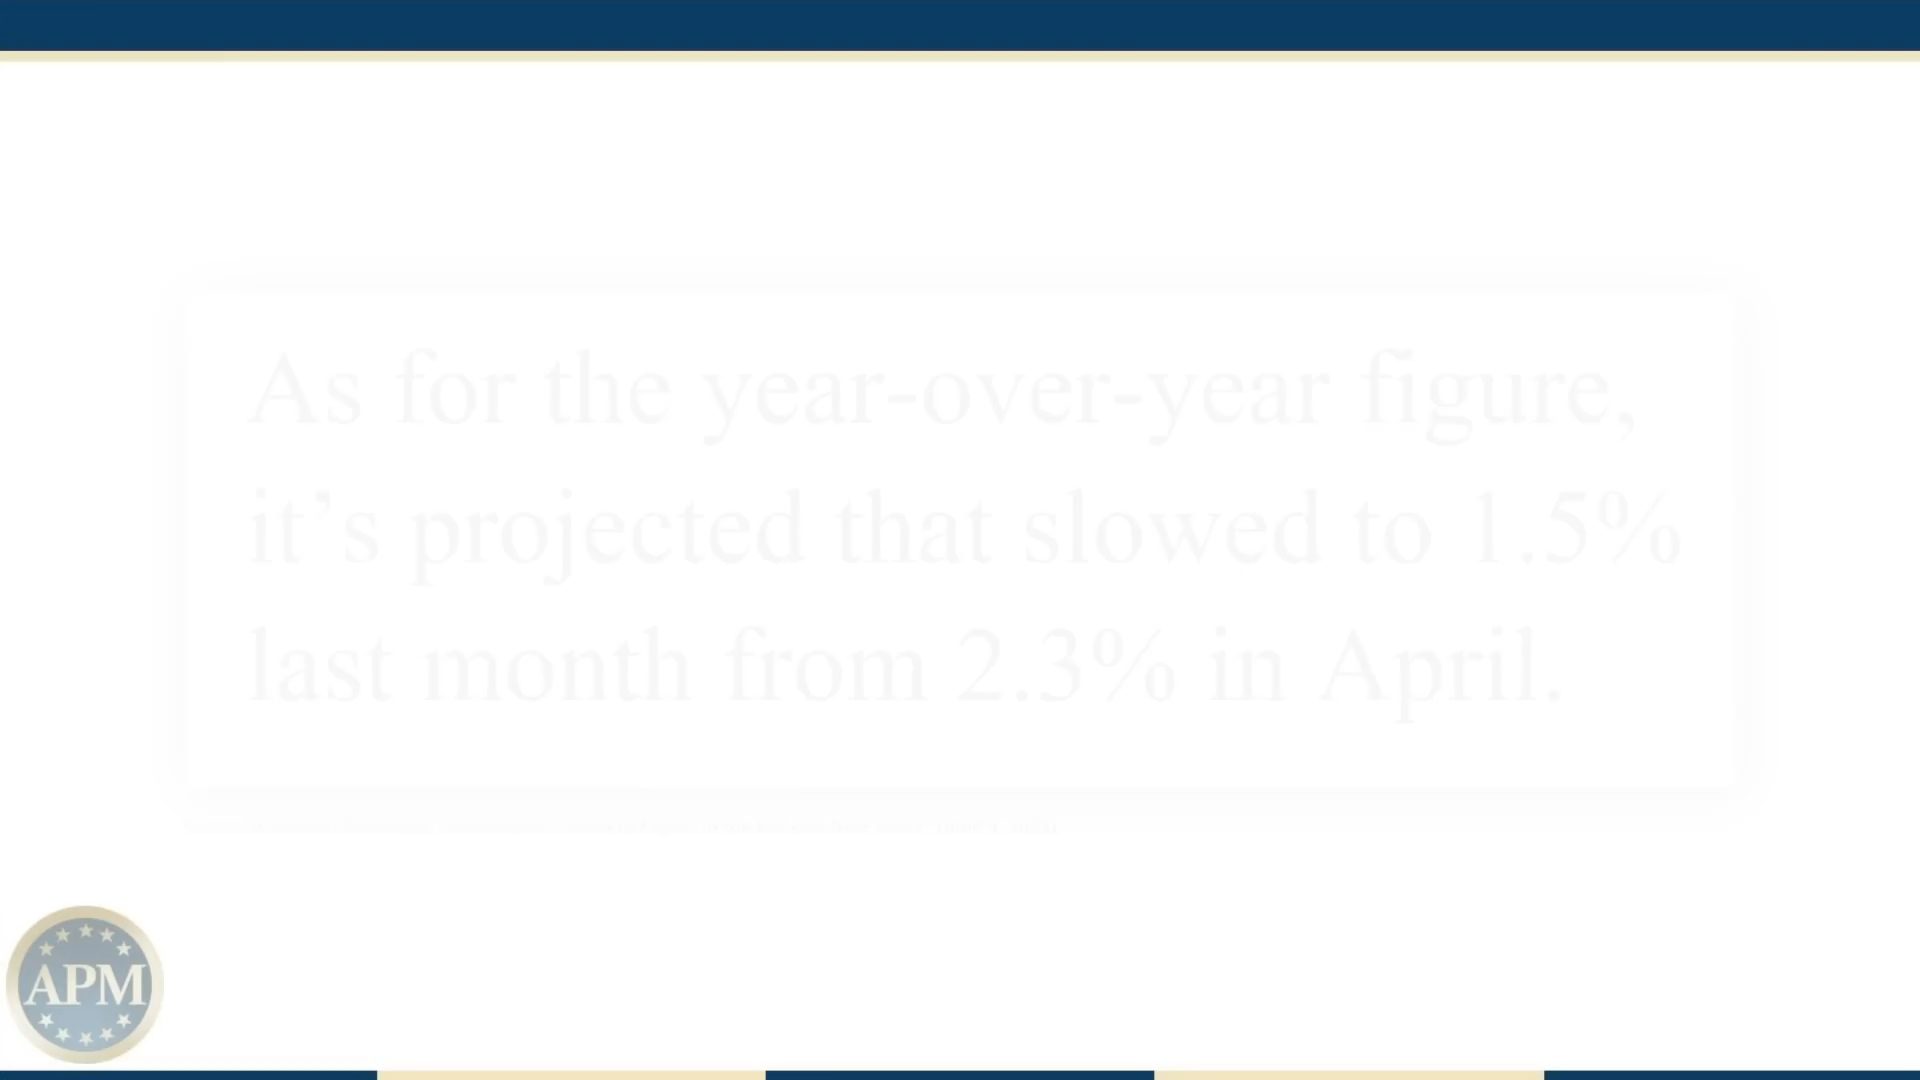 As for the year-over-year figure,
it’s projected that slowed to 1.5%
last month from 2.3% in April.
APM